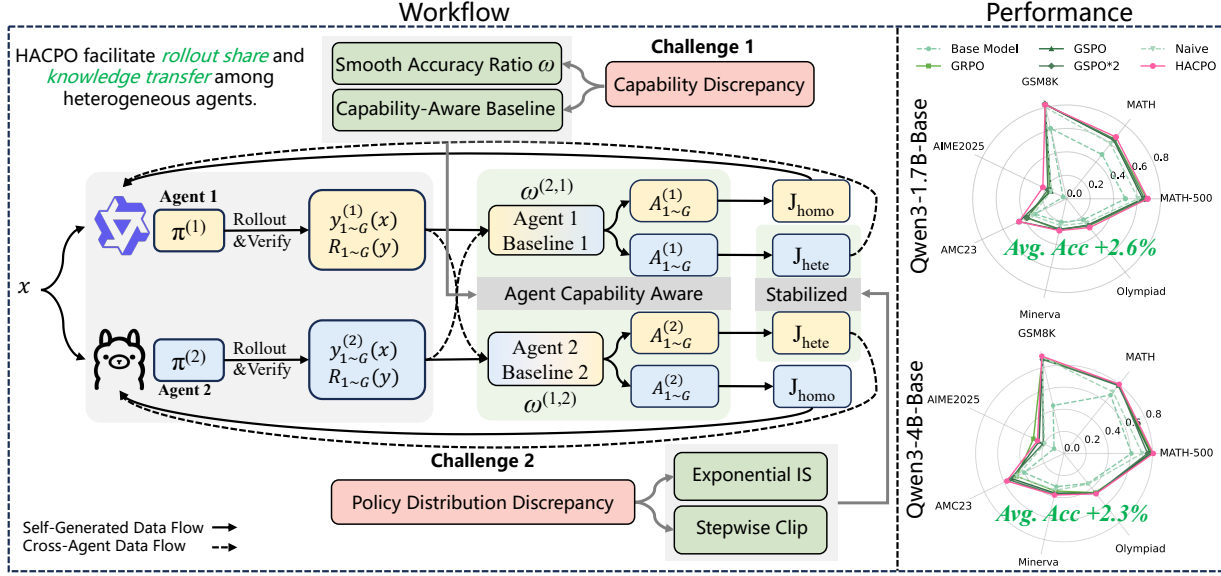 Workflow
Performance
HACPO facilitate rollout share and
knowledge transfer among
heterogeneous agents.
Smooth Accuracy Ratio ω
Capability-Aware Baseline
Challenge 1
Capability Discrepancy
x
Agent 1
π(1)
Rollout
&Verify
y(1)1~G(x)
R1~G(y)
ω(2,1)
Agent 1
Baseline 1
A(1)1~G
Jhomo
A(1)1~G
Jhete
Agent Capability Aware
Stabilized
π(2)
Agent 2
Rollout
&Verify
y(2)1~G(x)
R1~G(y)
Agent 2
Baseline 2
ω(1,2)
A(2)1~G
Jhete
A(2)1~G
Jhomo
Challenge 2
Policy Distribution Discrepancy
Exponential IS
Stepwise Clip
Self-Generated Data Flow
Cross-Agent Data Flow
Base Model
GRPO
GSPO
GSPO*2
Naive
HACPO
Qwen3-1.7B-Base
GSM8K
MATH
AIME2025
0.0
0.2
0.4
0.6
0.8
MATH-500
AMC23
Avg. Acc +2.6%
Olympiad
Minerva
Qwen3-4B-Base
GSM8K
MATH
AIME2025
0.0
0.2
0.4
0.6
0.8
MATH-500
AMC23
Avg. Acc +2.3%
Olympiad
Minerva